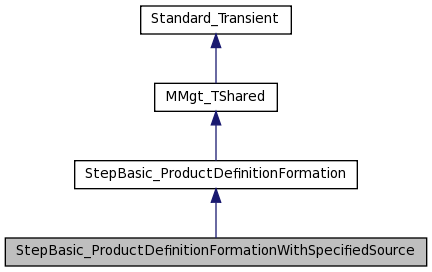 Standard_Transient
MMgt_TShared
StepBasic_ProductDefinitionFormation
StepBasic_ProductDefinitionFormationWithSpecifiedSource